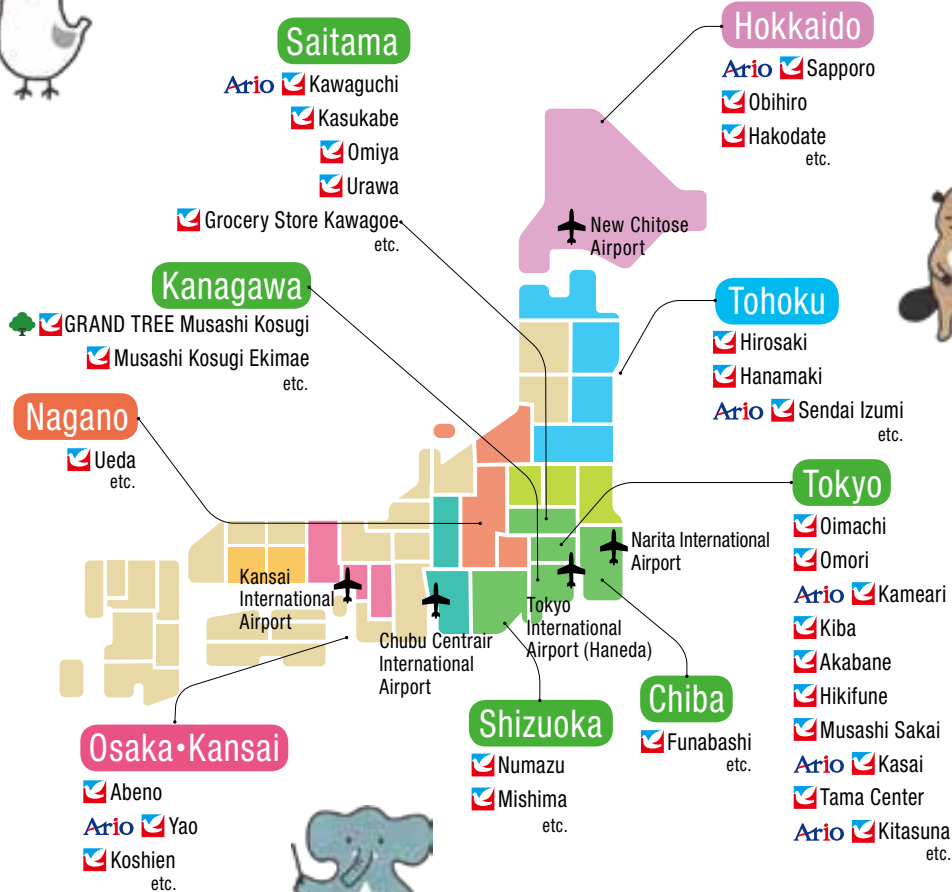 Saitama
Ario Kawaguchi
Kasukabe
Omiya
Urawa
Grocery Store Kawagoe
etc.
Hokkaido
Ario Sapporo
Obihiro
Hakodate
etc.
New Chitose
Airport
Kanagawa
GRAND TREE Musashi Kosugi
Musashi Kosugi Ekimae
etc.
Tohoku
Hirosaki
Hanamaki
Ario Sendai Izumi
etc.
Nagano
Ueda
etc.
Tokyo
Oimachi
Omori
Ario Kameari
Kiba
Akabane
Hikifune
Musashi Sakai
Ario Kasai
Tama Center
Ario Kitasuna
etc.
Narita International
Airport
Kansai
International
Airport
Chubu Centrair
International
Airport
Tokyo
International
Airport (Haneda)
Osaka•Kansai
Abeno
Ario Yao
Koshien
etc.
Shizuoka
Numazu
Mishima
etc.
Chiba
Funabashi
etc.